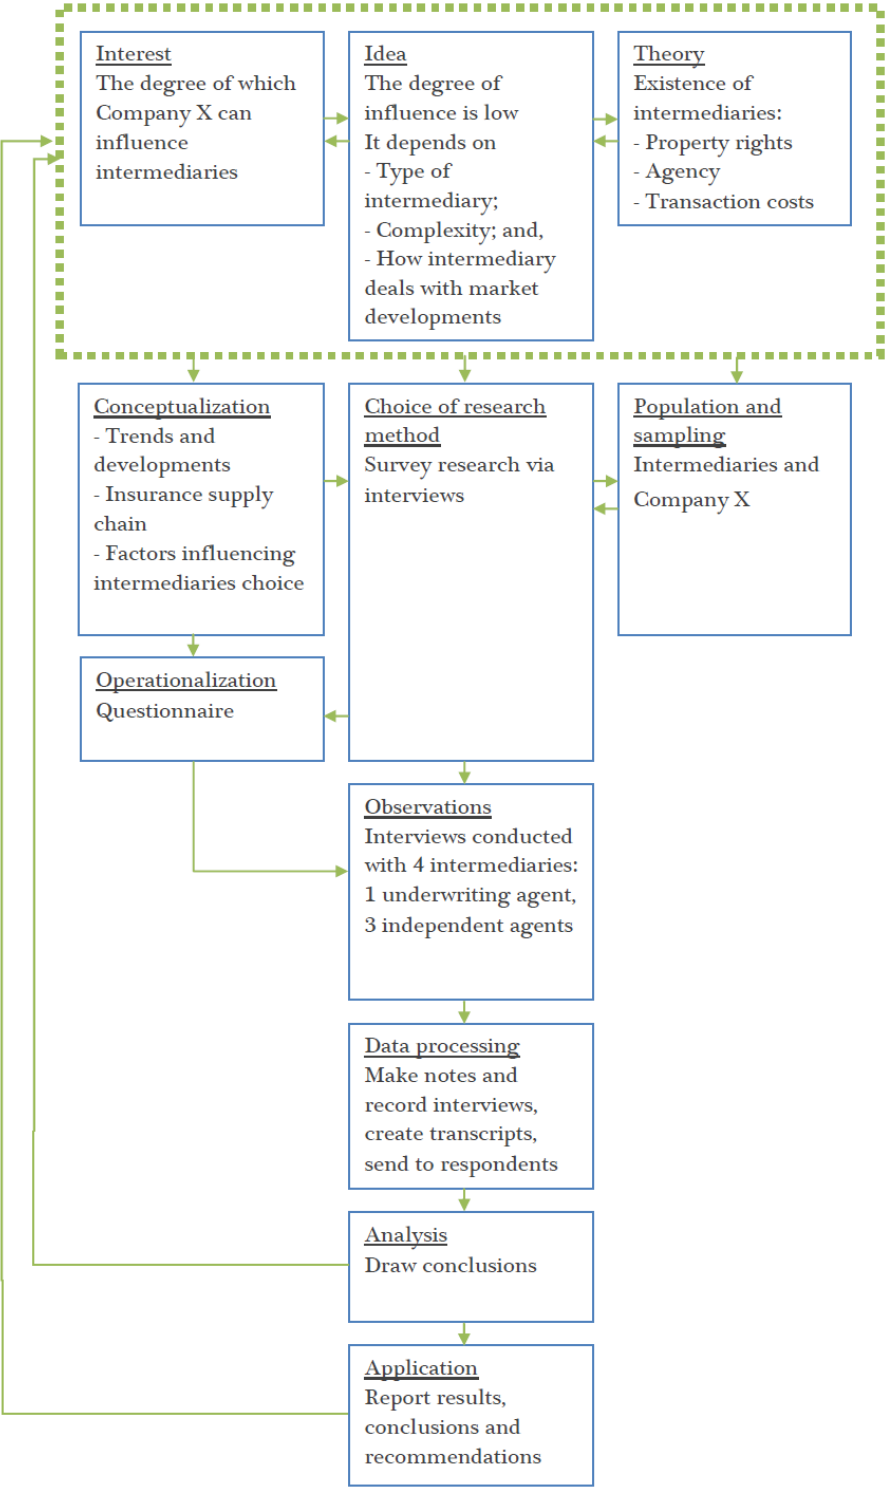 Interest
The degree of which
Company X can
influence
intermediaries
Idea
The degree of
influence is low
It depends on
- Type of
intermediary;
- Complexity; and,
- How intermediary
deals with market
developments
Theory
Existence of
intermediaries:
- Property rights
- Agency
- Transaction costs
Conceptualization
- Trends and
developments
- Insurance supply
chain
- Factors influencing
intermediaries choice
Choice of research
method
Survey research via
interviews
Population and
sampling
Intermediaries and
Company X
Operationalization
Questionnaire
Observations
Interviews conducted
with 4 intermediaries:
1 underwriting agent,
3 independent agents
Data processing
Make notes and
record interviews,
create transcripts,
send to respondents
Analysis
Draw conclusions
Application
Report results,
conclusions and
recommendations